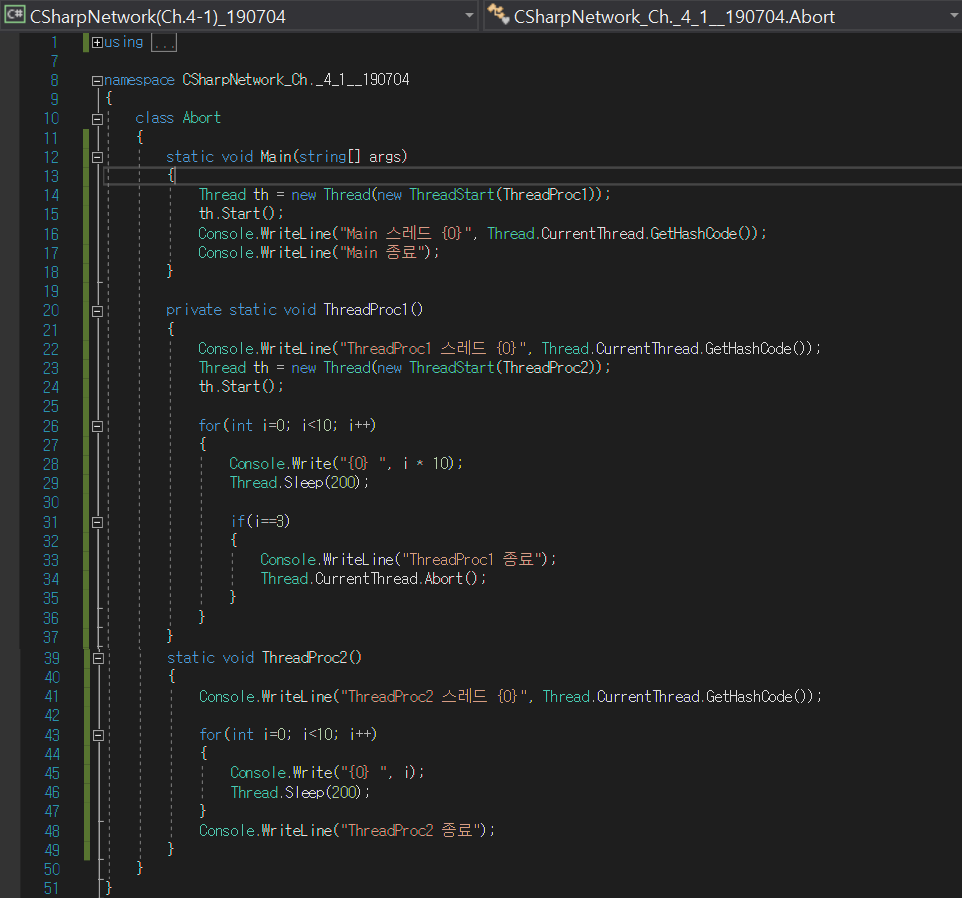 C# CSharpNetwork(Ch.4-1)_190704
CSharpNetwork_Ch._4_1__190704.Abort
1 using ...
7
8 namespace CSharpNetwork_Ch._4_1__190704
9 {
10 class Abort
11 {
12 static void Main(string[] args)
13 {
14 Thread th = new Thread(new ThreadStart(ThreadProc1));
15 th.Start();
16 Console.WriteLine("Main 스레드 {0}", Thread.CurrentThread.GetHashCode());
17 Console.WriteLine("Main 종료");
18 }
19
20 private static void ThreadProc1()
21 {
22 Console.WriteLine("ThreadProc1 스레드 {0}", Thread.CurrentThread.GetHashCode());
23 Thread th = new Thread(new ThreadStart(ThreadProc2));
24 th.Start();
25
26 for(int i=0; i<10; i++)
27 {
28 Console.Write("{0} ", i * 10);
29 Thread.Sleep(200);
30
31 if(i==3)
32 {
33 Console.WriteLine("ThreadProc1 종료");
34 Thread.CurrentThread.Abort();
35 }
36 }
37 }
39 static void ThreadProc2()
40 {
41 Console.WriteLine("ThreadProc2 스레드 {0}", Thread.CurrentThread.GetHashCode());
42
43 for(int i=0; i<10; i++)
44 {
45 Console.Write("{0} ", i);
46 Thread.Sleep(200);
47 }
48 Console.WriteLine("ThreadProc2 종료");
49 }
50 }
51 }